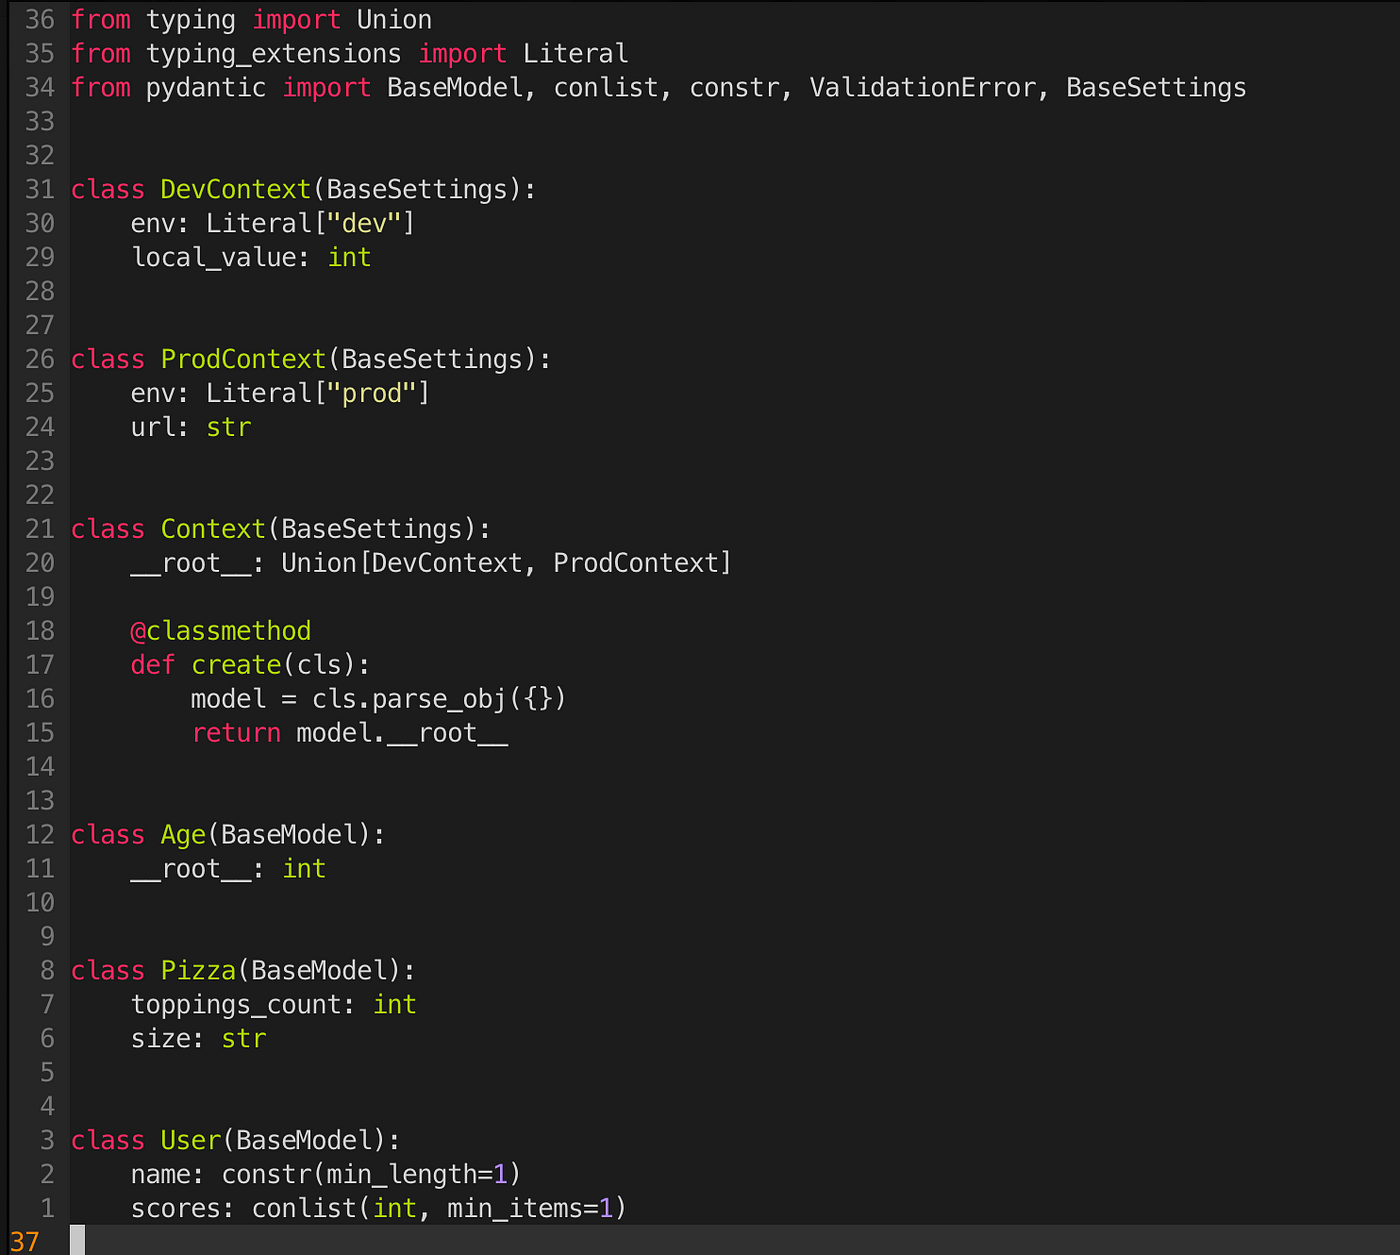 36 from typing import Union
35 from typing_extensions import Literal
34 from pydantic import BaseModel, conlist, constr, ValidationError, BaseSettings
33
32
31 class DevContext(BaseSettings):
30     env: Literal["dev"]
29     local_value: int
28
27
26 class ProdContext(BaseSettings):
25     env: Literal["prod"]
24     url: str
23
22
21 class Context(BaseSettings):
20     __root__: Union[DevContext, ProdContext]
19
18     @classmethod
17     def create(cls):
16         model = cls.parse_obj({})
15         return model.__root__
14
13
12 class Age(BaseModel):
11     __root__: int
10
9
8 class Pizza(BaseModel):
7     toppings_count: int
6     size: str
5
4
3 class User(BaseModel):
2     name: constr(min_length=1)
1     scores: conlist(int, min_items=1)
37